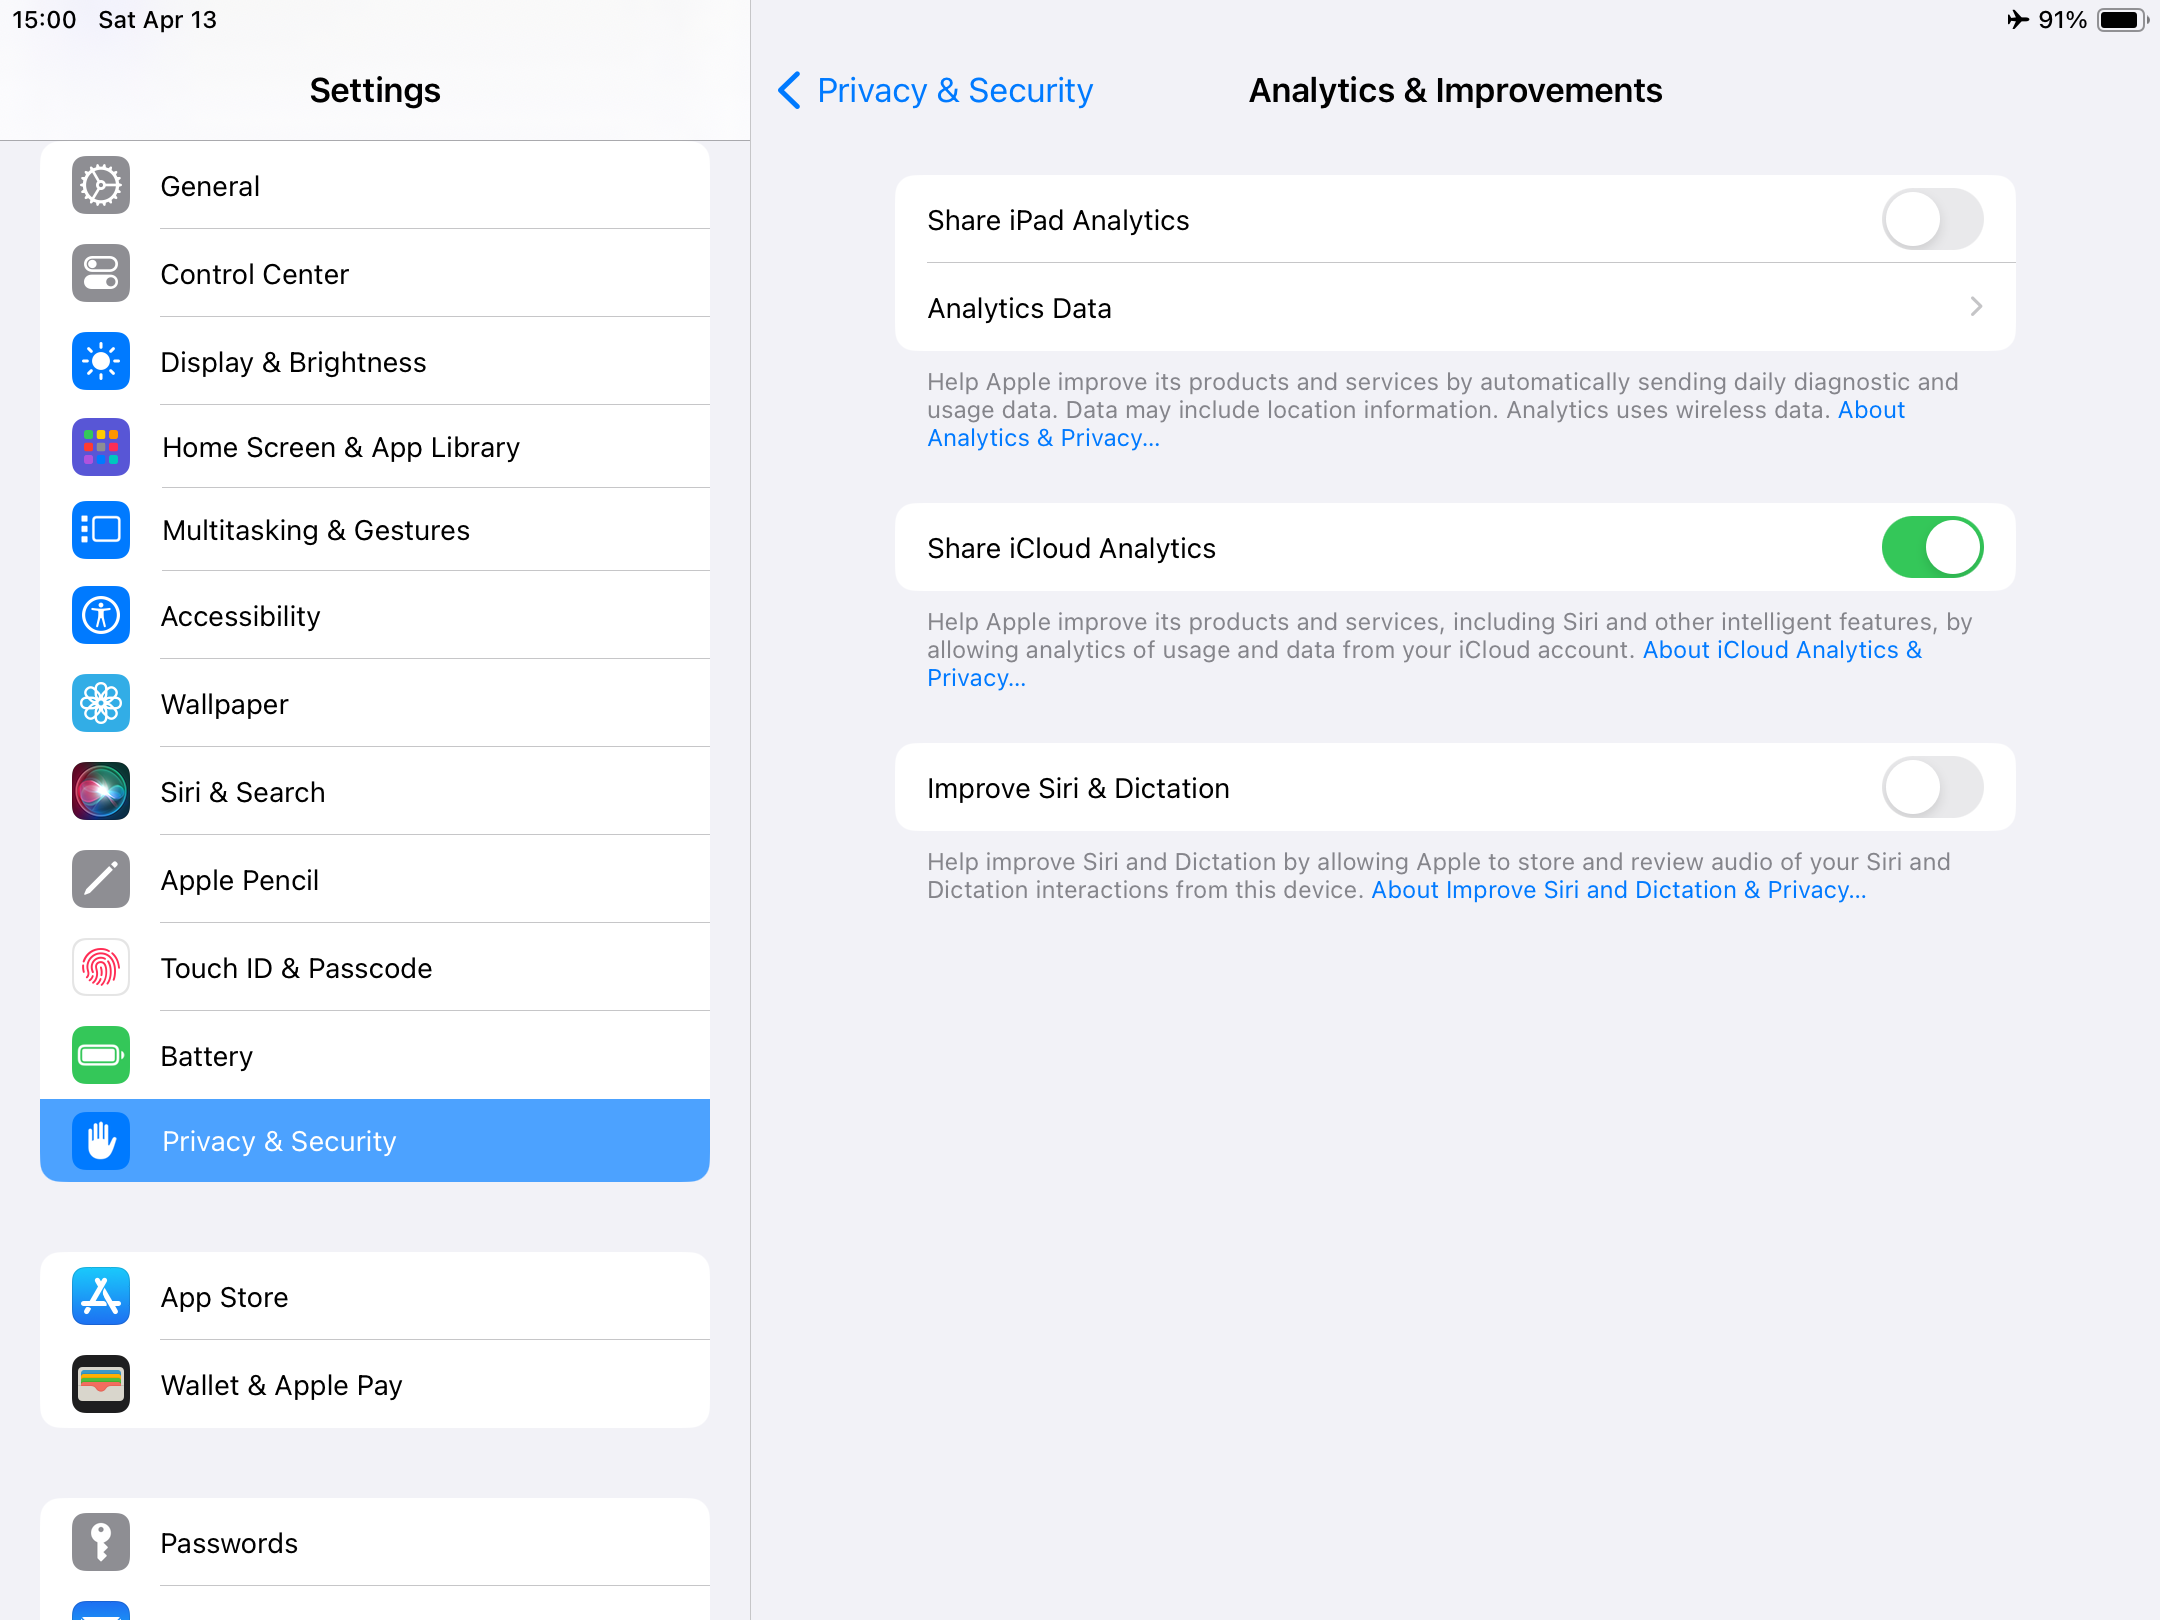 15:00 Sat Apr 13
91%
Settings
General
Control Center
Display & Brightness
Home Screen & App Library
Multitasking & Gestures
Accessibility
Wallpaper
Siri & Search
Apple Pencil
Touch ID & Passcode
Battery
Privacy & Security
App Store
Wallet & Apple Pay
Passwords
Privacy & Security
Analytics & Improvements
Share iPad Analytics
Analytics Data
Help Apple improve its products and services by automatically sending daily diagnostic and
usage data. Data may include location information. Analytics uses wireless data. About
Analytics & Privacy...
Share iCloud Analytics
Help Apple improve its products and services, including Siri and other intelligent features, by
allowing analytics of usage and data from your iCloud account. About iCloud Analytics &
Privacy...
Improve Siri & Dictation
Help improve Siri and Dictation by allowing Apple to store and review audio of your Siri and
Dictation interactions from this device. About Improve Siri and Dictation & Privacy...